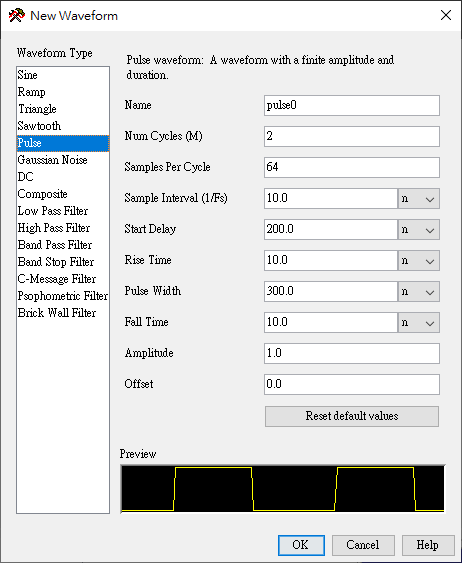 New Waveform
Waveform Type
Sine
Ramp
Triangle
Sawtooth
Pulse
Gaussian Noise
DC
Composite
Low Pass Filter
High Pass Filter
Band Pass Filter
Band Stop Filter
C-Message Filter
Psophometric Filter
Brick Wall Filter
Pulse waveform: A waveform with a finite amplitude and
duration.
Name pulse0
Num Cycles (M) 2
Samples Per Cycle 64
Sample Interval (1/Fs) 10.0 n
Start Delay 200.0 n
Rise Time 10.0 n
Pulse Width 300.0 n
Fall Time 10.0 n
Amplitude 1.0
Offset 0.0
Reset default values
Preview
OK Cancel Help